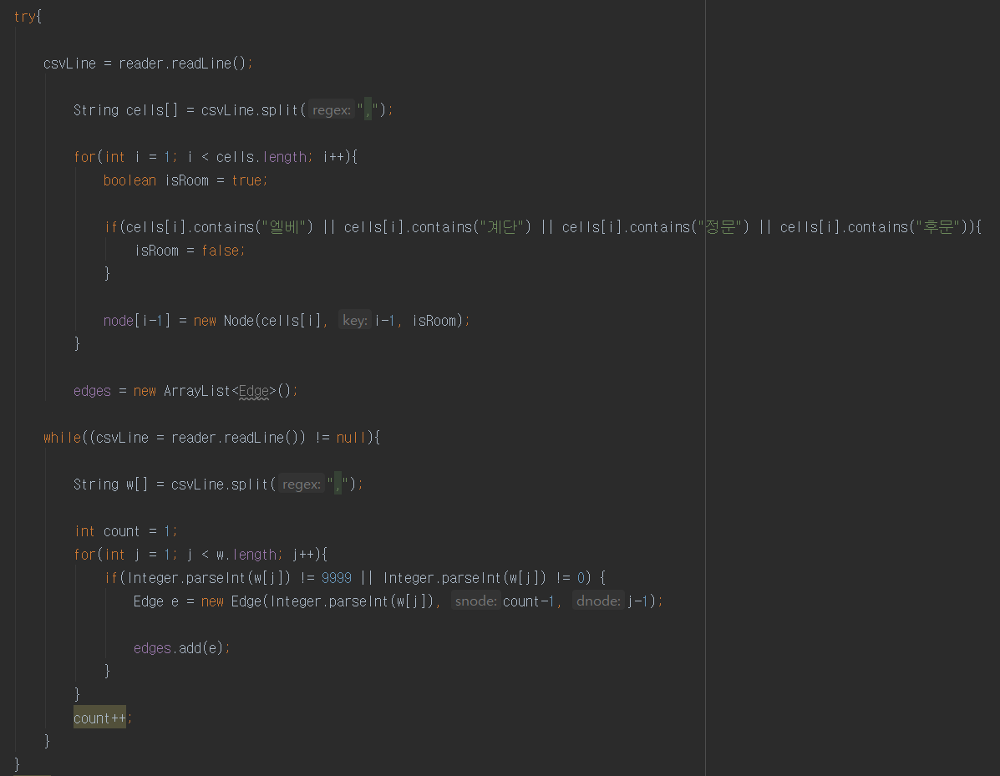 try{
csvLine = reader.readLine();
String cells[] = csvLine.split( regex: ",");
for(int i = 1; i < cells.length; i++){
boolean isRoom = true;
if(cells[i].contains("엘베") || cells[i].contains("계단") || cells[i].contains("정문") || cells[i].contains("후문")){
isRoom = false;
}
node[i-1] = new Node(cells[i], key: i-1, isRoom);
}
edges = new ArrayList<Edge>();
while((csvLine = reader.readLine()) != null){
String w[] = csvLine.split( regex: ",");
int count = 1;
for(int j = 1; j < w.length; j++){
if(Integer.parseInt(w[j]) != 9999 || Integer.parseInt(w[j]) != 0) {
Edge e = new Edge(Integer.parseInt(w[j]), snode: count-1, dnode: j-1);
edges.add(e);
}
}
count++;
}
}